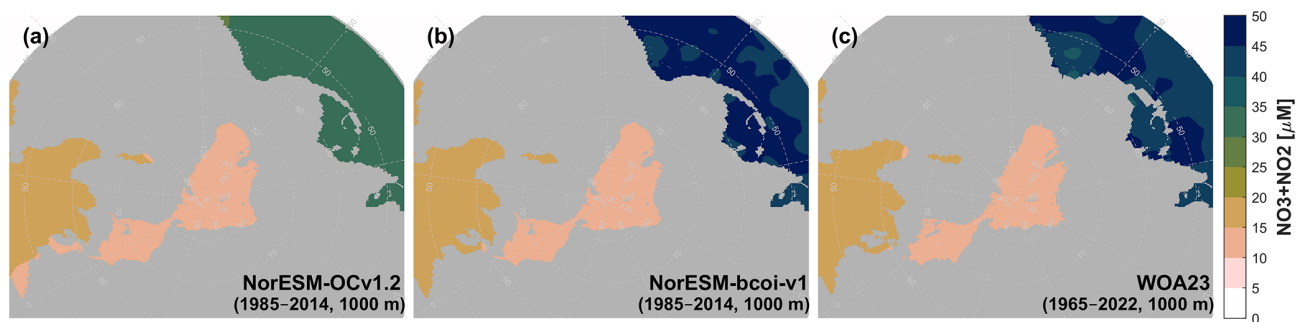 (a)
NorESM-OCv1.2
(1985–2014, 1000 m)
(b)
NorESM-bcoi-v1
(1985–2014, 1000 m)
(c)
WOA23
(1965–2022, 1000 m)
50
45
40
35
30
25
20
15
10
5
0
NO3+NO2 [μM]